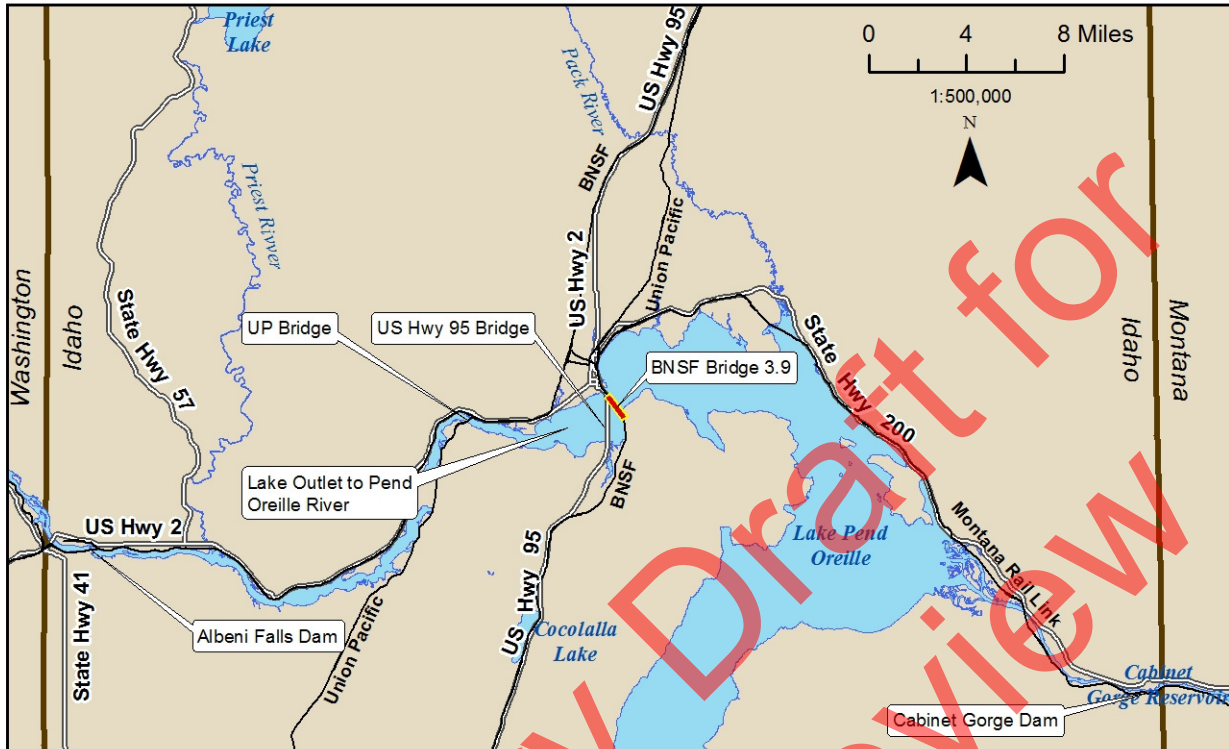 Priest
Lake
US Hwy 95
0 4 8 Miles
1:500,000
N
Pack River
BNSF
Priest Rivver
Union Pacific
US Hwy 2
Washington
Idaho
State Hwy 57
UP Bridge
US Hwy 95 Bridge
BNSF Bridge 3.9
State Hwy 200
Idaho
Montana
Lake Outlet to Pend
Oreille River
BNSF
US Hwy 2
Lake Pend
Oreille
Montana Rail Link
US Hwy 95
State Hwy 41
Albeni Falls Dam
Union Pacific
Cocolalla
Lake
Cabinet
Gorge Reservoir
Cabinet Gorge Dam
y Draft for
eview